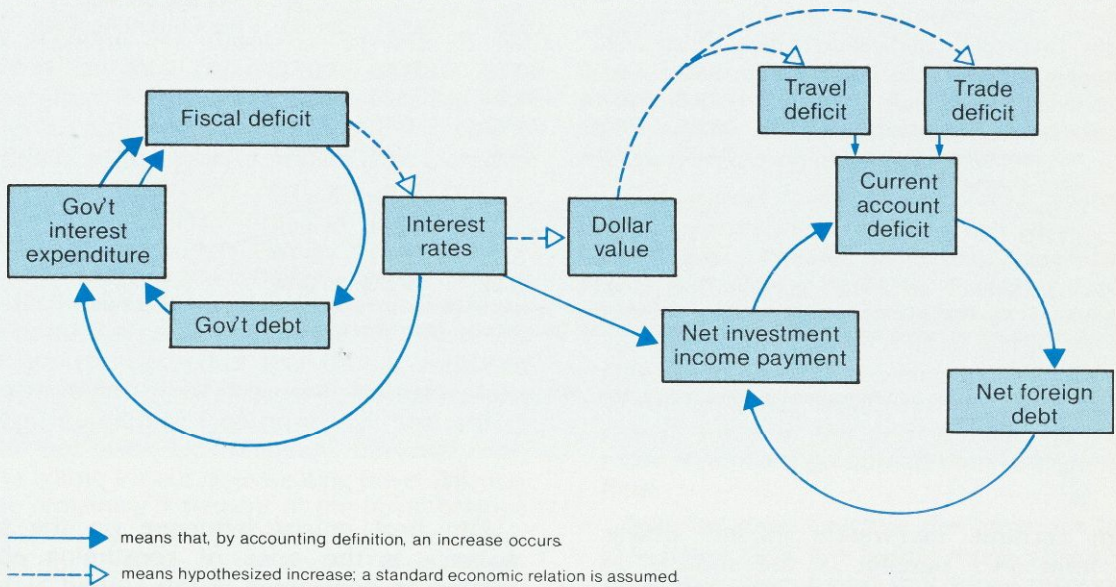 Travel
deficit
Trade
deficit
Fiscal deficit
Gov't
interest
expenditure
Gov't debt
Interest
rates
Dollar
value
Current
account
deficit
Net investment
income payment
Net foreign
debt
means that, by accounting definition, an increase occurs.
means hypothesized increase; a standard economic relation is assumed.